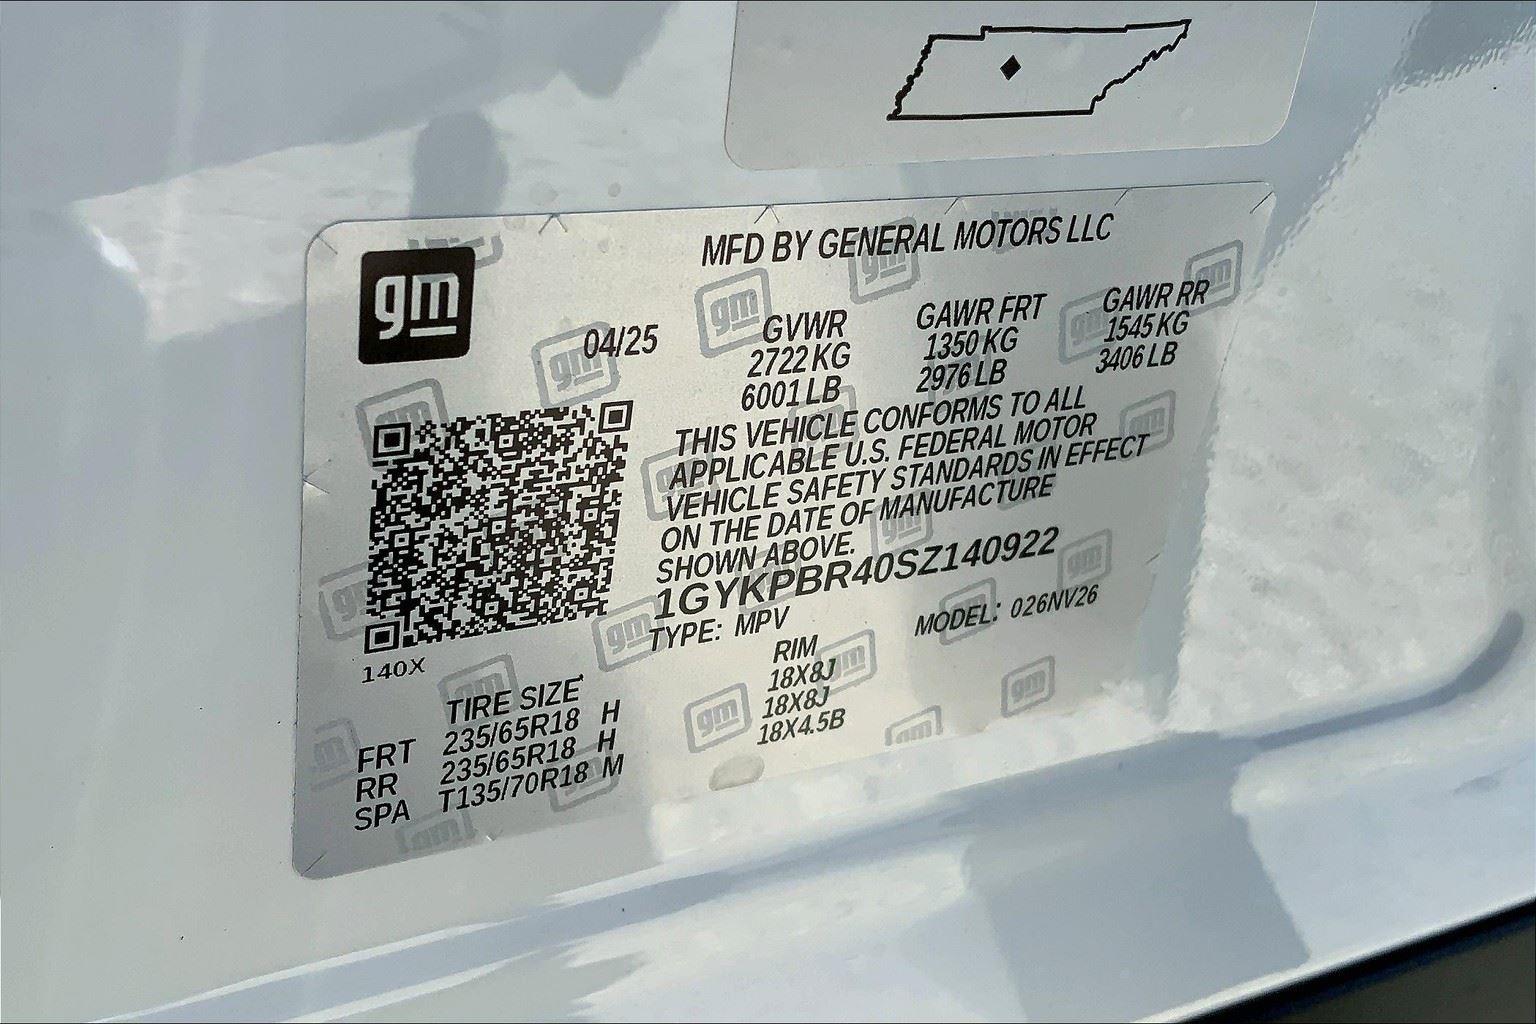 MFD BY GENERAL MOTORS LLC
gm
04/25
GVWR
2722 KG
6001 LB
GAWR FRT
1350 KG
2976 LB
GAWR RR
1545 KG
3406 LB
THIS VEHICLE CONFORMS TO ALL
APPLICABLE U.S. FEDERAL MOTOR
VEHICLE SAFETY STANDARDS IN EFFECT
ON THE DATE OF MANUFACTURE
SHOWN ABOVE.
1GYKPBR40SZ140922
TYPE: MPV
MODEL: 026NV26
140X
TIRE SIZE
RIM
FRT 235/65R18 H 18X8J
RR 235/65R18 H 18X8J
SPA T135/70R18 M 18X4.5B